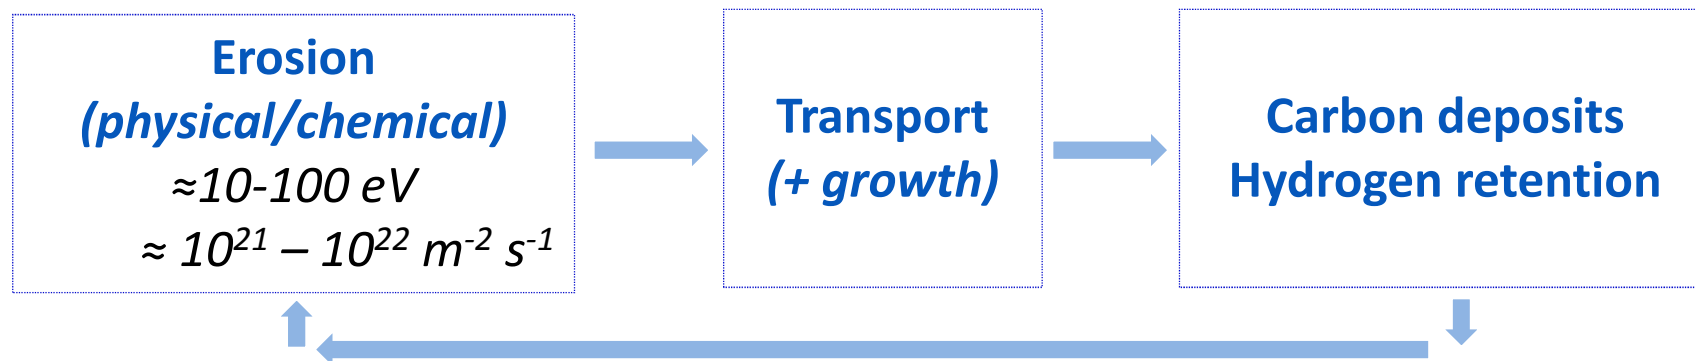 Erosion
(physical/chemical)
≈10-100 eV
≈ 10²¹ – 10²² m⁻² s⁻¹
Transport
(+ growth)
Carbon deposits
Hydrogen retention